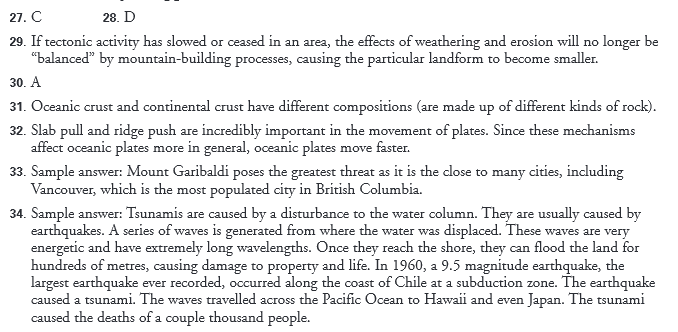 27. C 28. D
29. If tectonic activity has slowed or ceased in an area, the effects of weathering and erosion will no longer be
“balanced” by mountain-building processes, causing the particular landform to become smaller.
30. A
31. Oceanic crust and continental crust have different compositions (are made up of different kinds of rock).
32. Slab pull and ridge push are incredibly important in the movement of plates. Since these mechanisms
affect oceanic plates more in general, oceanic plates move faster.
33. Sample answer: Mount Garibaldi poses the greatest threat as it is the close to many cities, including
Vancouver, which is the most populated city in British Columbia.
34. Sample answer: Tsunamis are caused by a disturbance to the water column. They are usually caused by
earthquakes. A series of waves is generated from where the water was displaced. These waves are very
energetic and have extremely long wavelengths. Once they reach the shore, they can flood the land for
hundreds of metres, causing damage to property and life. In 1960, a 9.5 magnitude earthquake, the
largest earthquake ever recorded, occurred along the coast of Chile at a subduction zone. The earthquake
caused a tsunami. The waves travelled across the Pacific Ocean to Hawaii and even Japan. The tsunami
caused the deaths of a couple thousand people.